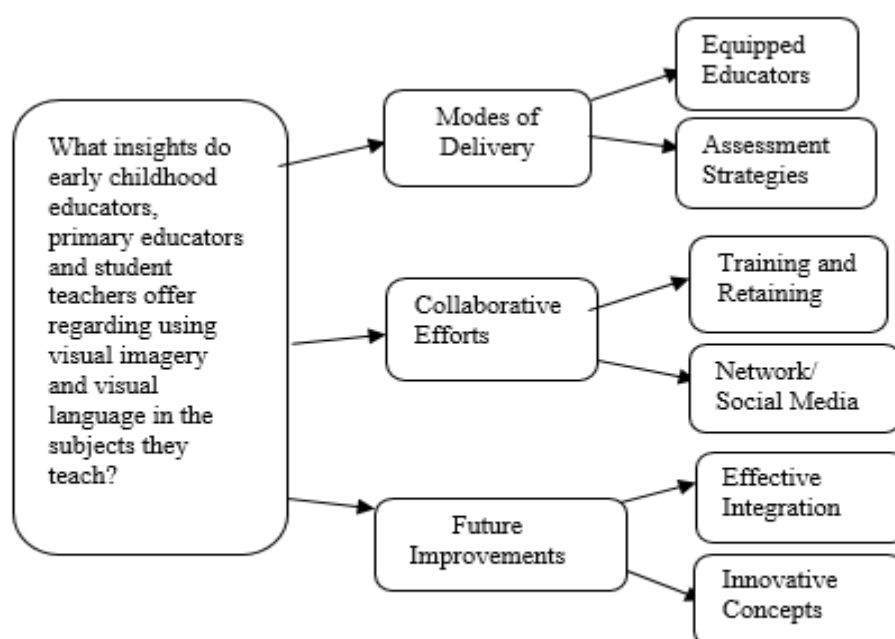 What insights do
early childhood
educators,
primary educators
and student
teachers offer
regarding using
visual imagery
and visual
language in the
subjects they
teach?
Modes of
Delivery
Equipped
Educators
Assessment
Strategies
Collaborative
Efforts
Training and
Retaining
Network/
Social Media
Future
Improvements
Effective
Integration
Innovative
Concepts